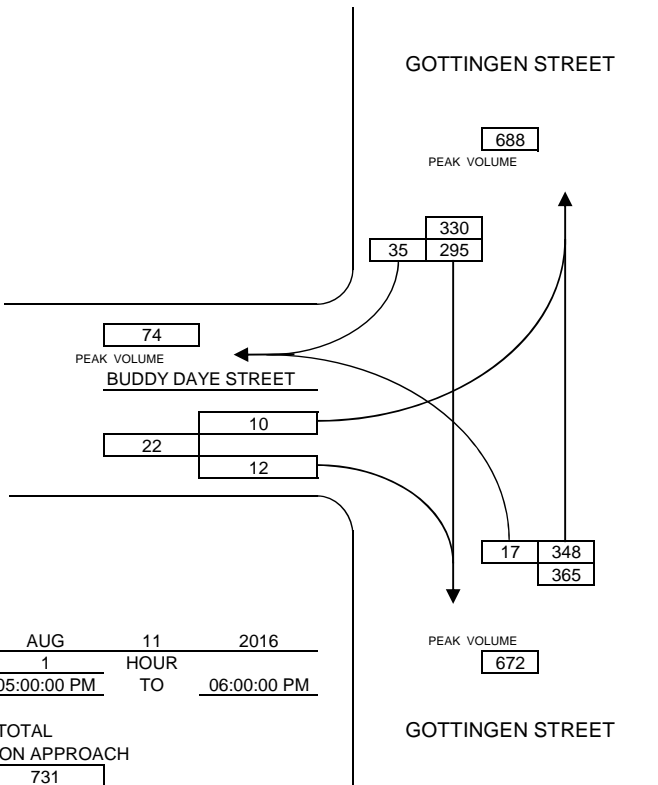 GOTTINGEN STREET
688
PEAK VOLUME
330
35 295
74
PEAK VOLUME
BUDDY DAYE STREET
10
22
12
17 348
365
PEAK VOLUME
672
GOTTINGEN STREET
AUG 11 2016
1 HOUR
05:00:00 PM TO 06:00:00 PM
TOTAL
ON APPROACH
731